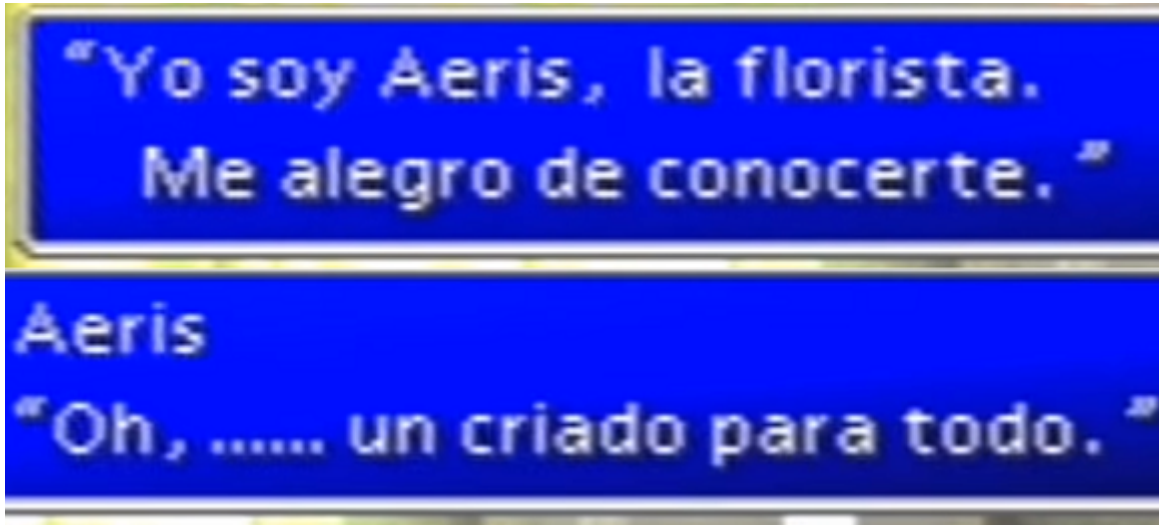 “Yo soy Aeris, la florista.
Me alegro de conocerte.”
Aeris
“Oh, ...... un criado para todo.”